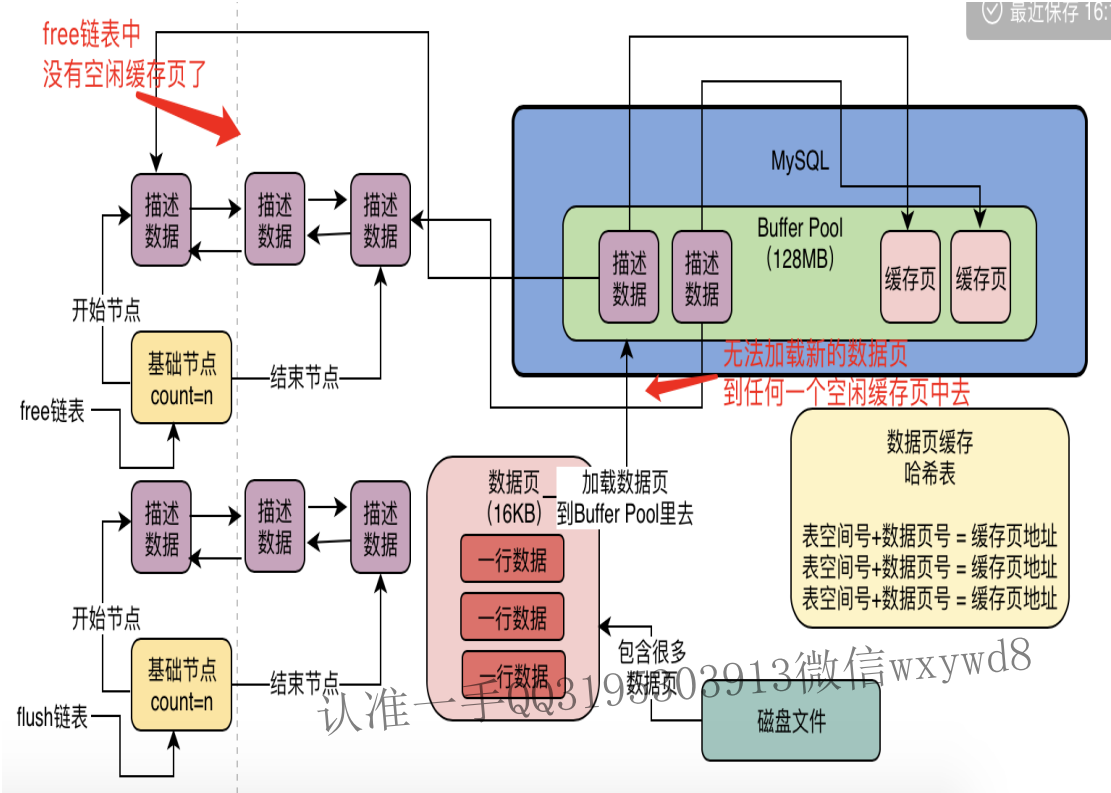 最近保存 16:1
free链表中
没有空闲缓存页了
描述
数据
描述
数据
描述
数据
开始节点
基础节点
count=n
结束节点
free链表
MySQL
Buffer Pool
(128MB)
描述
数据
描述
数据
缓存页
缓存页
无法加载新的数据页
到任何一个空闲缓存页中去
描述
数据
描述
数据
描述
数据
开始节点
基础节点
count=n
结束节点
flush链表
数据页
(16KB)
加载数据页
到Buffer Pool里去
一行数据
一行数据
一行数据
包含很多
数据页
磁盘文件
数据页缓存
哈希表
表空间号+数据页号 = 缓存页地址
表空间号+数据页号 = 缓存页地址
表空间号+数据页号 = 缓存页地址
认准一手QQ3195303913微信wxywd8